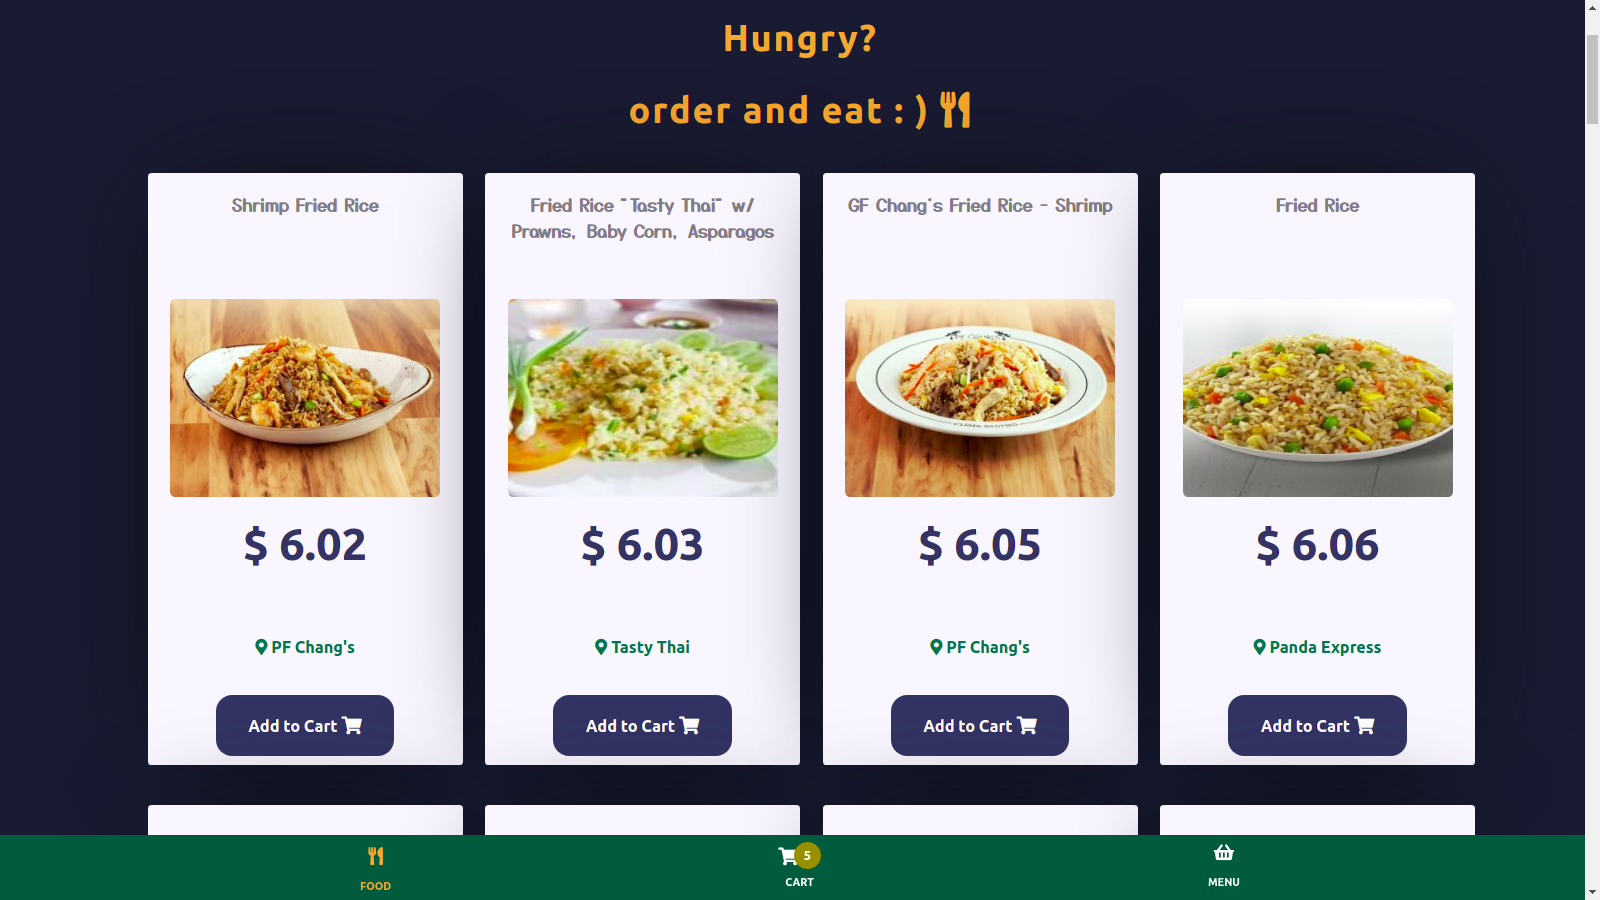 Hungry?
order and eat : )
Shrimp Fried Rice
Fried Rice "Tasty Thai" w/
Prawns, Baby Corn, Asparagos
GF Chang's Fried Rice - Shrimp
Fried Rice
$ 6.02
$ 6.03
$ 6.05
$ 6.06
PF Chang's
Tasty Thai
PF Chang's
Panda Express
Add to Cart
Add to Cart
Add to Cart
Add to Cart
FOOD
5
CART
MENU